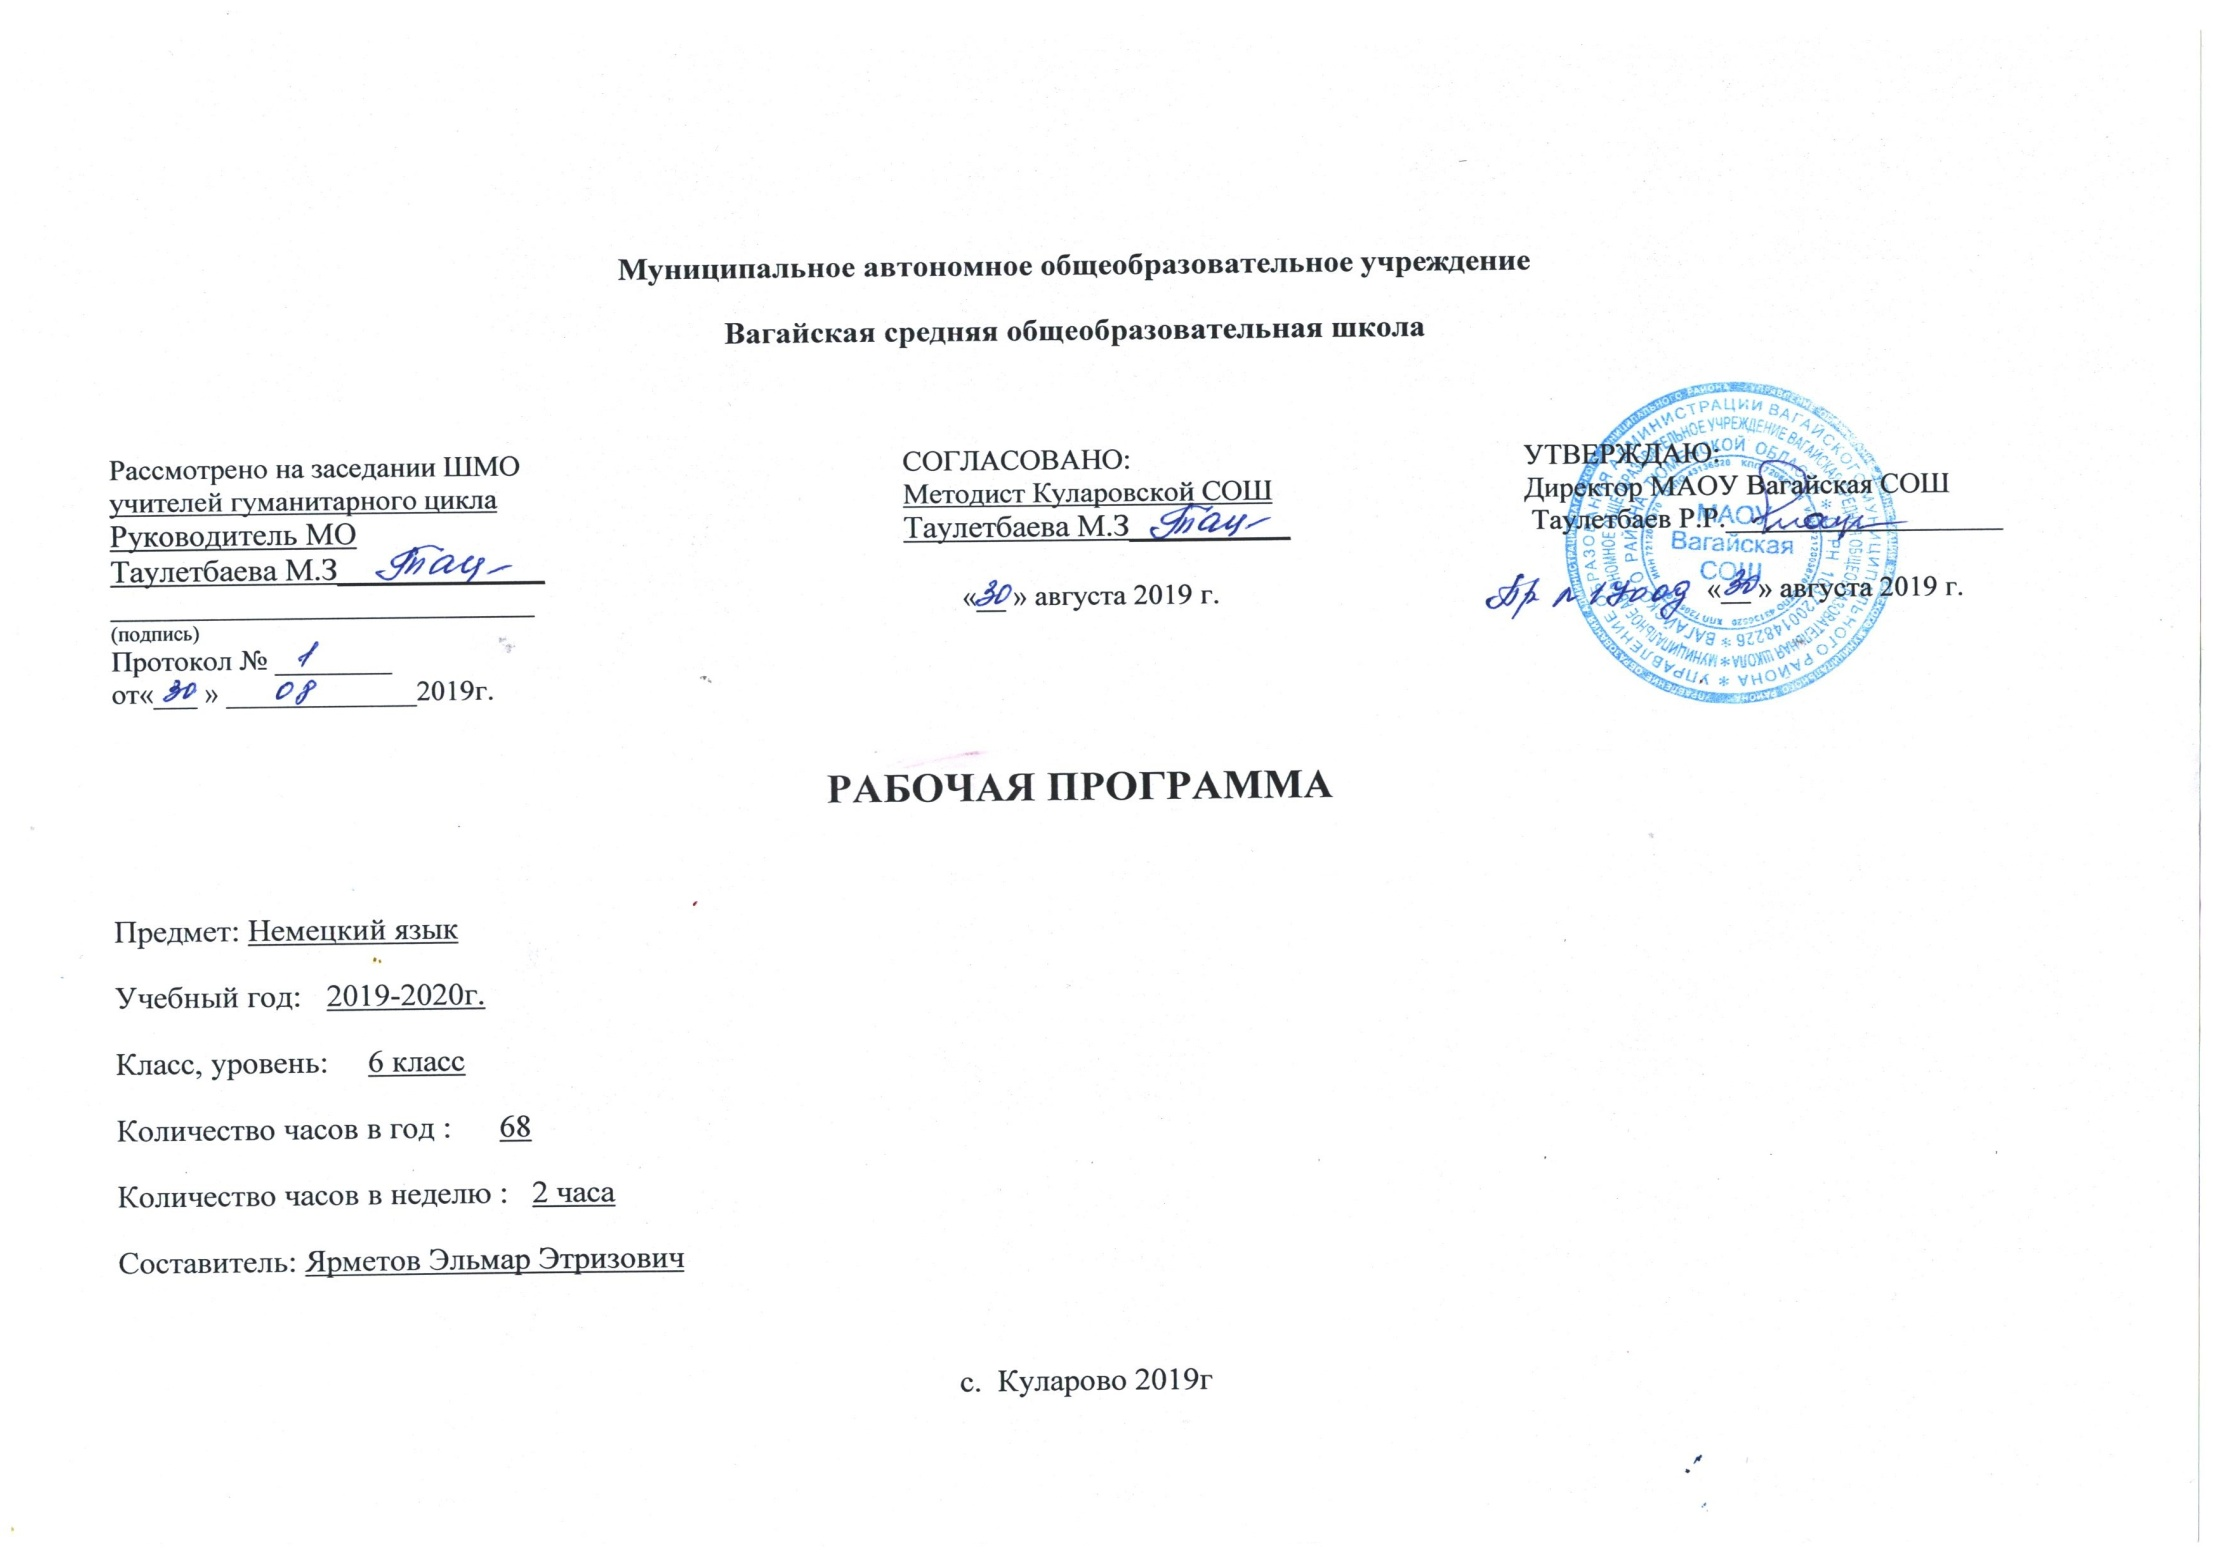 Муниципальное автономное общеобразовательное учреждение
Вагайская средняя общеобразовательная школа
Рассмотрено на заседании ШМО
учителей гуманитарного цикла
Руководитель МО
Таулетбаева М.З
(подпись)
Протокол № 1
от«30» 08 2019г.
СОГЛАСОВАНО:
Методист Куларовской СОШ
Таулетбаева М.З
«30» августа 2019 г.
УТВЕРЖДАЮ:
Директор МАОУ Вагайская СОШ
Таулетбаев Р.Р.
«30» августа 2019 г.
МАОУ
Вагайская
СОШ
РАБОЧАЯ ПРОГРАММА
Предмет: Немецкий язык
Учебный год: 2019-2020г.
Класс, уровень: 6 класс
Количество часов в год : 68
Количество часов в неделю : 2 часа
Составитель: Ярметов Эльмар Этризович
с. Куларово 2019г